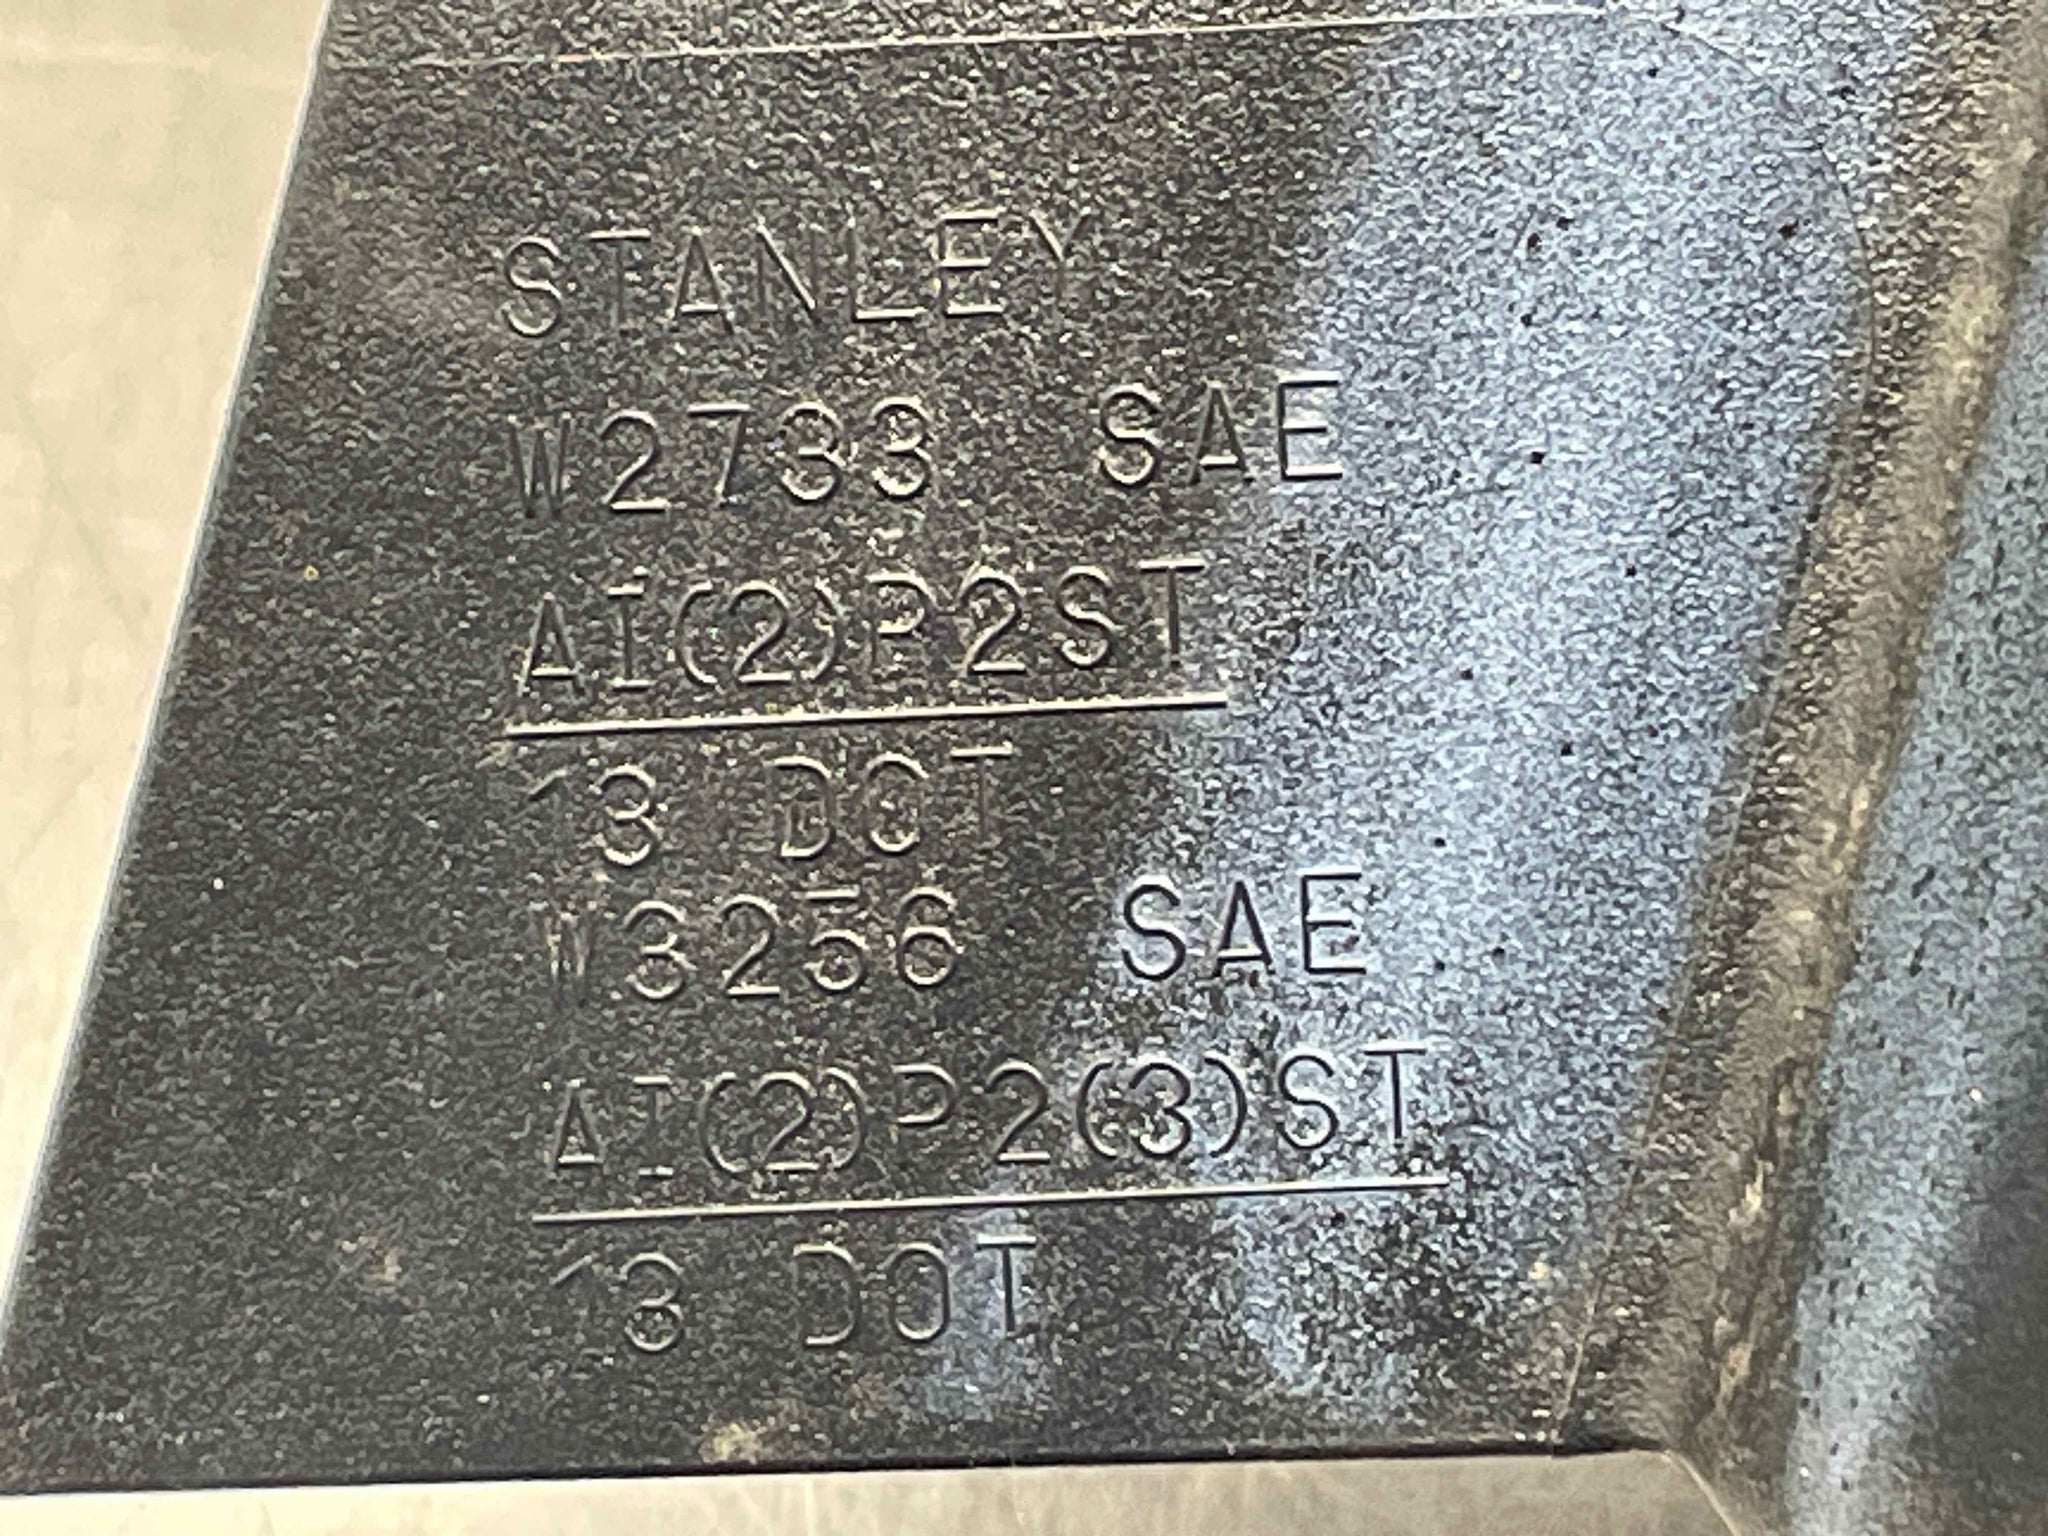 STANLEY
W2733 SAE
AI(2)P2ST
13 DOT
W3256 SAE
AI(2)P2(3)ST
13 DOT